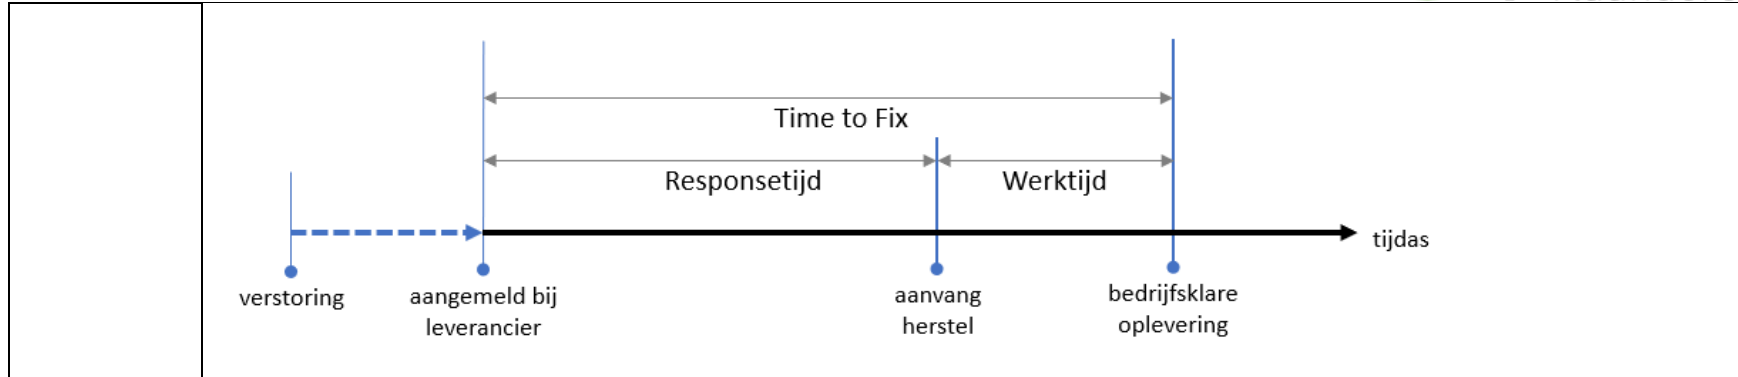 Time to Fix
Responsetijd
Werktijd
tijdas
verstoring
aangemeld bij
leverancier
aanvang
herstel
bedrijfsklare
oplevering